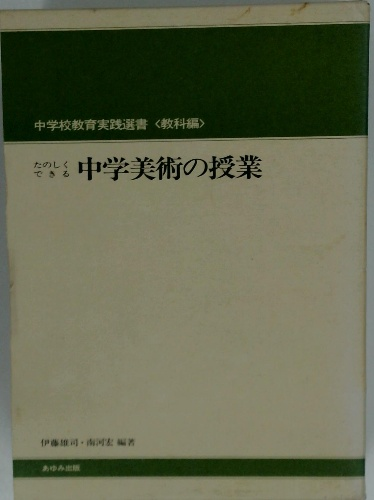 中学校教育実践選書〈教科編〉
たのしく
できる
中学美術の授業
伊藤雄司・南河宏 編著
あゆみ出版